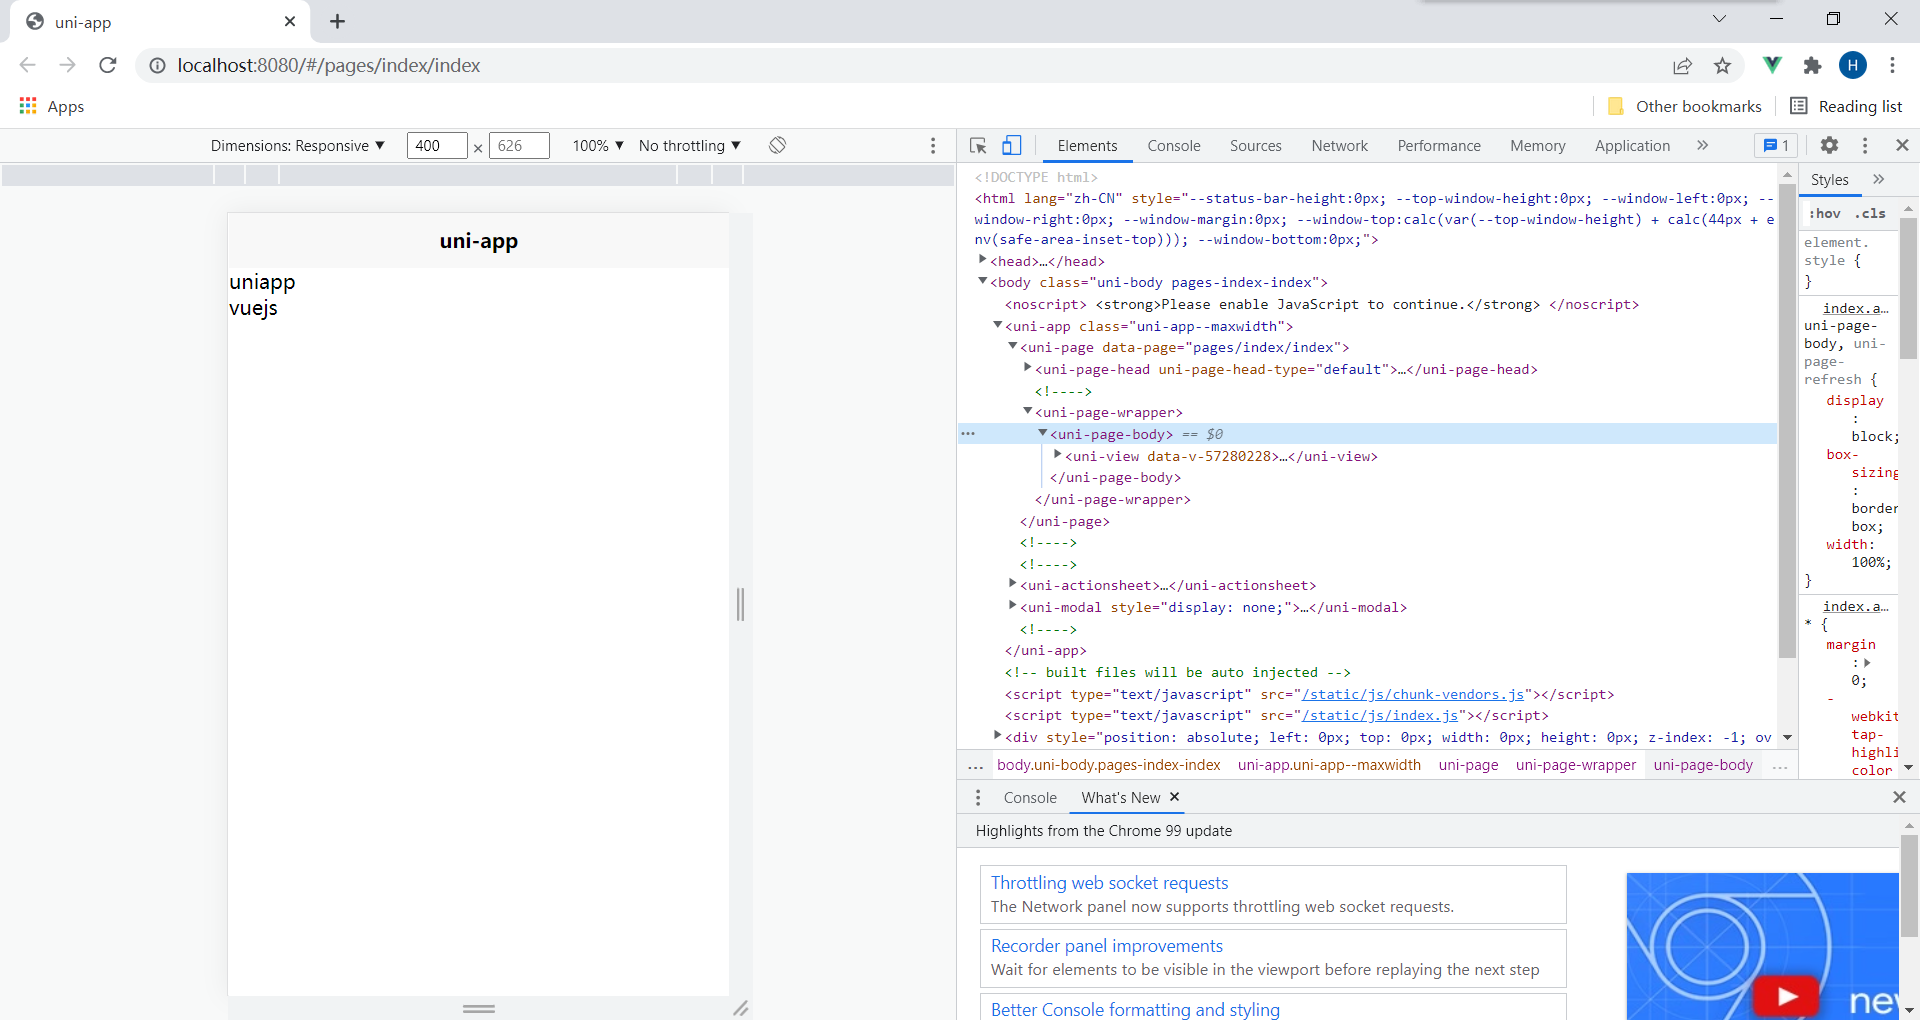 uni-app
localhost:8080/#/pages/index/index
H
Apps
Other bookmarks
Reading list
Dimensions: Responsive ▼ 400 × 626 100% ▼ No throttling ▼
uni-app
uniapp
vuejs
Elements Console Sources Network Performance Memory Application » 1
<!DOCTYPE html>
<html lang="zh-CN" style="--status-bar-height:0px; --top-window-height:0px; --window-left:0px; --
window-right:0px; --window-margin:0px; --window-top:calc(var(--top-window-height) + calc(44px + e
nv(safe-area-inset-top))); --window-bottom:0px;">
<head>…</head>
<body class="uni-body pages-index-index">
<noscript> <strong>Please enable JavaScript to continue.</strong> </noscript>
<uni-app class="uni-app--maxwidth">
<uni-page data-page="pages/index/index">
<uni-page-head uni-page-head-type="default">…</uni-page-head>
<!---->
<uni-page-wrapper>
<uni-page-body> == $0
<uni-view data-v-57280228>…</uni-view>
</uni-page-body>
</uni-page-wrapper>
</uni-page>
<!---->
<!---->
<uni-actionsheet>…</uni-actionsheet>
<uni-modal style="display: none;">…</uni-modal>
<!---->
</uni-app>
<!-- built files will be auto injected -->
<script type="text/javascript" src="/static/js/chunk-vendors.js"></script>
<script type="text/javascript" src="/static/js/index.js"></script>
<div style="position: absolute; left: 0px; top: 0px; width: 0px; height: 0px; z-index: -1; ov
... body.uni-body.pages-index-index uni-app.uni-app--maxwidth uni-page uni-page-wrapper uni-page-body ...
Styles »
:hov .cls
element.
style {
}
index.a…
uni-page-
body, uni-
page-
refresh {
display
:
block;
box-
sizing
:
border
box;
width:
100%;
}
index.a…
* {
margin
:
0;
-
webkit
tap-
highli
color
Console What's New
Highlights from the Chrome 99 update
Throttling web socket requests
The Network panel now supports throttling web socket requests.
Recorder panel improvements
Wait for elements to be visible in the viewport before replaying the next step
Better Console formatting and styling
nev